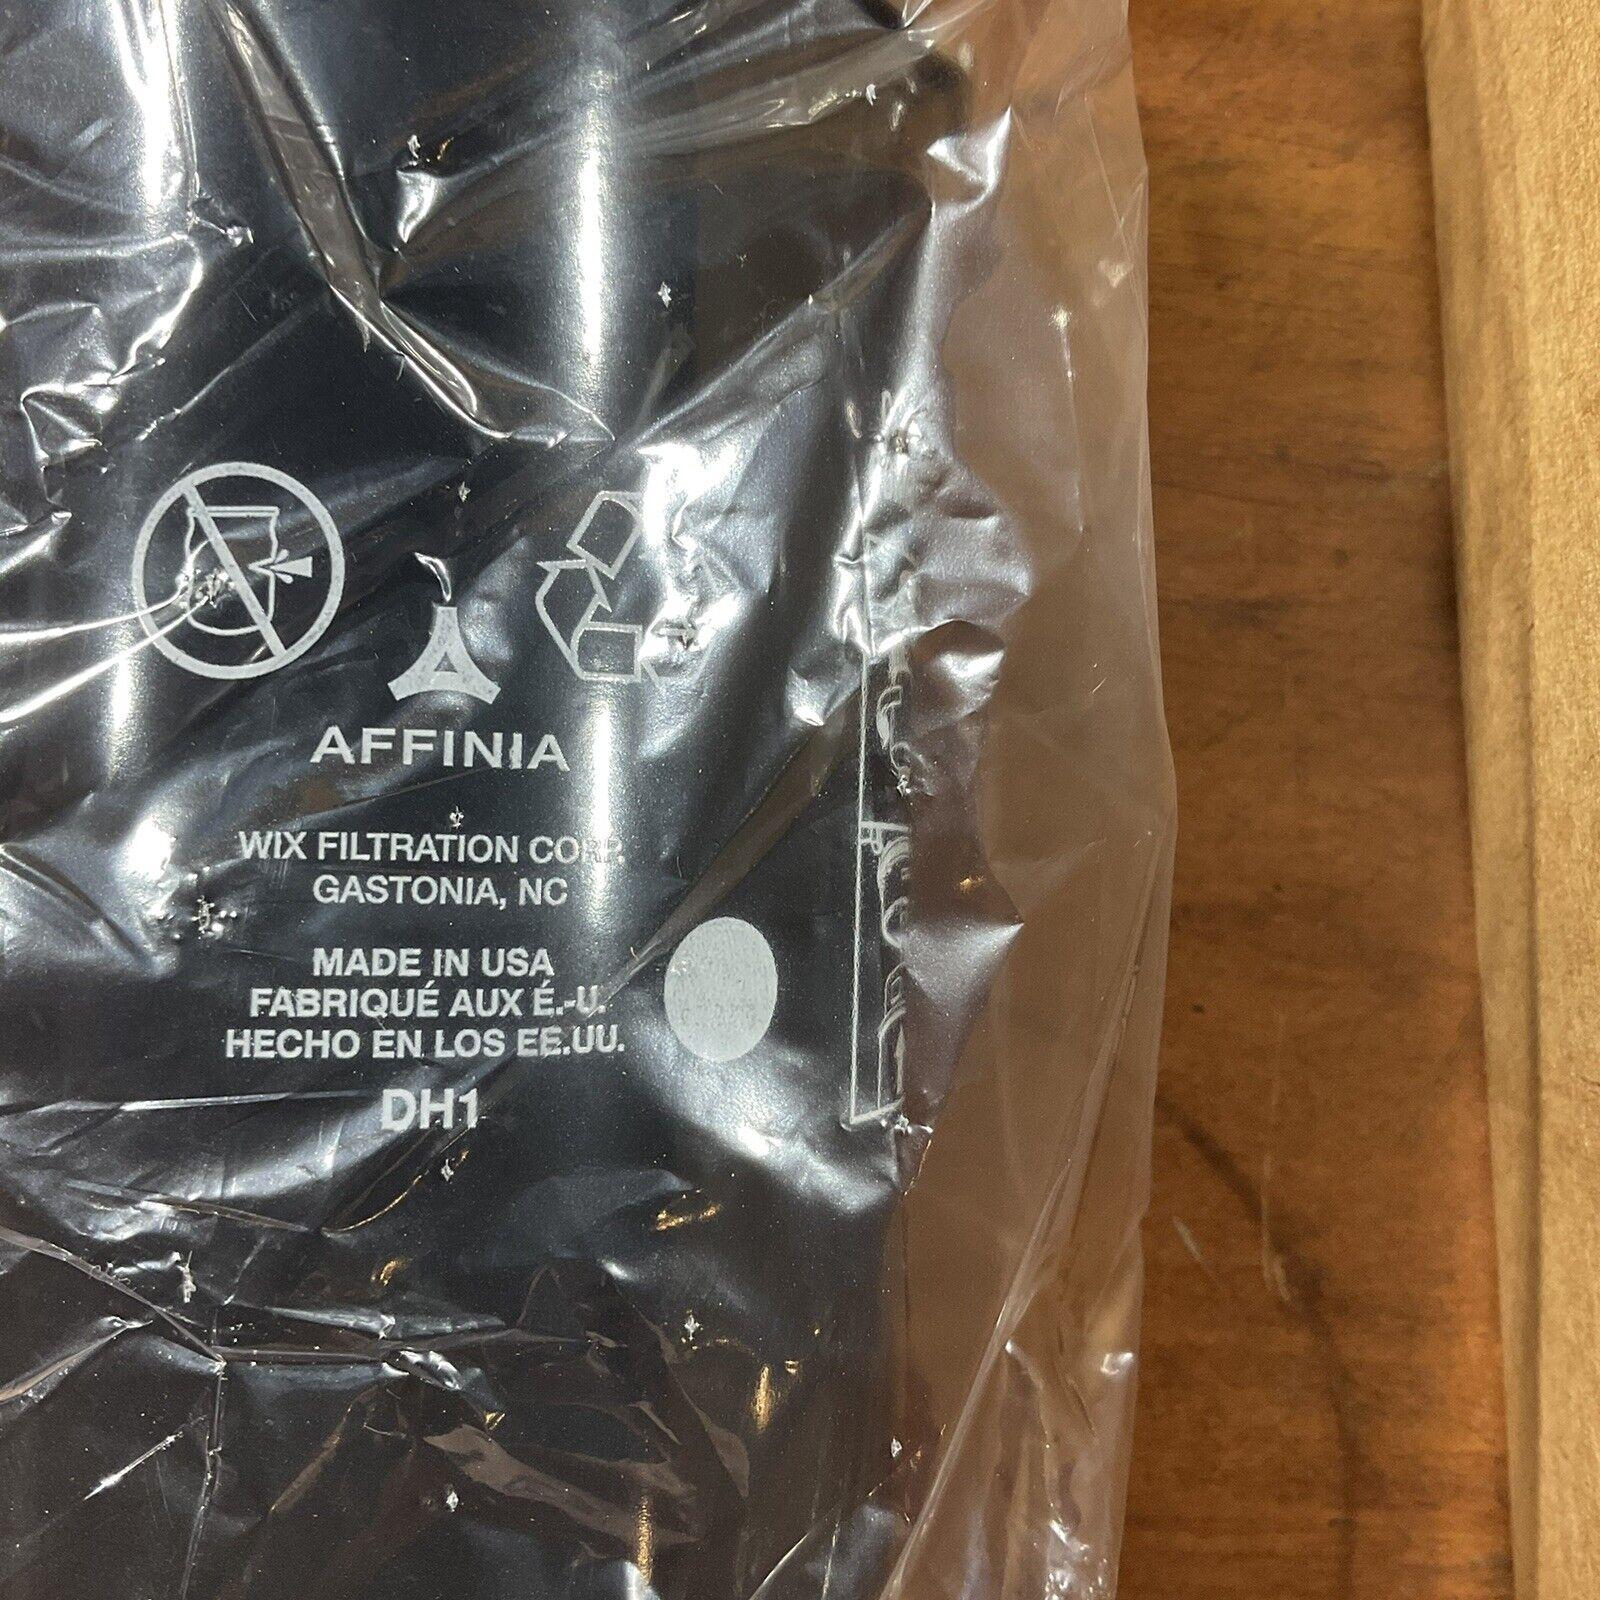 AFFINIA
WIX FILTRATION CORP.
GASTONIA, NC
MADE IN USA
FABRIQUÉ AUX É.-U.
HECHO EN LOS EE.UU.
DH1